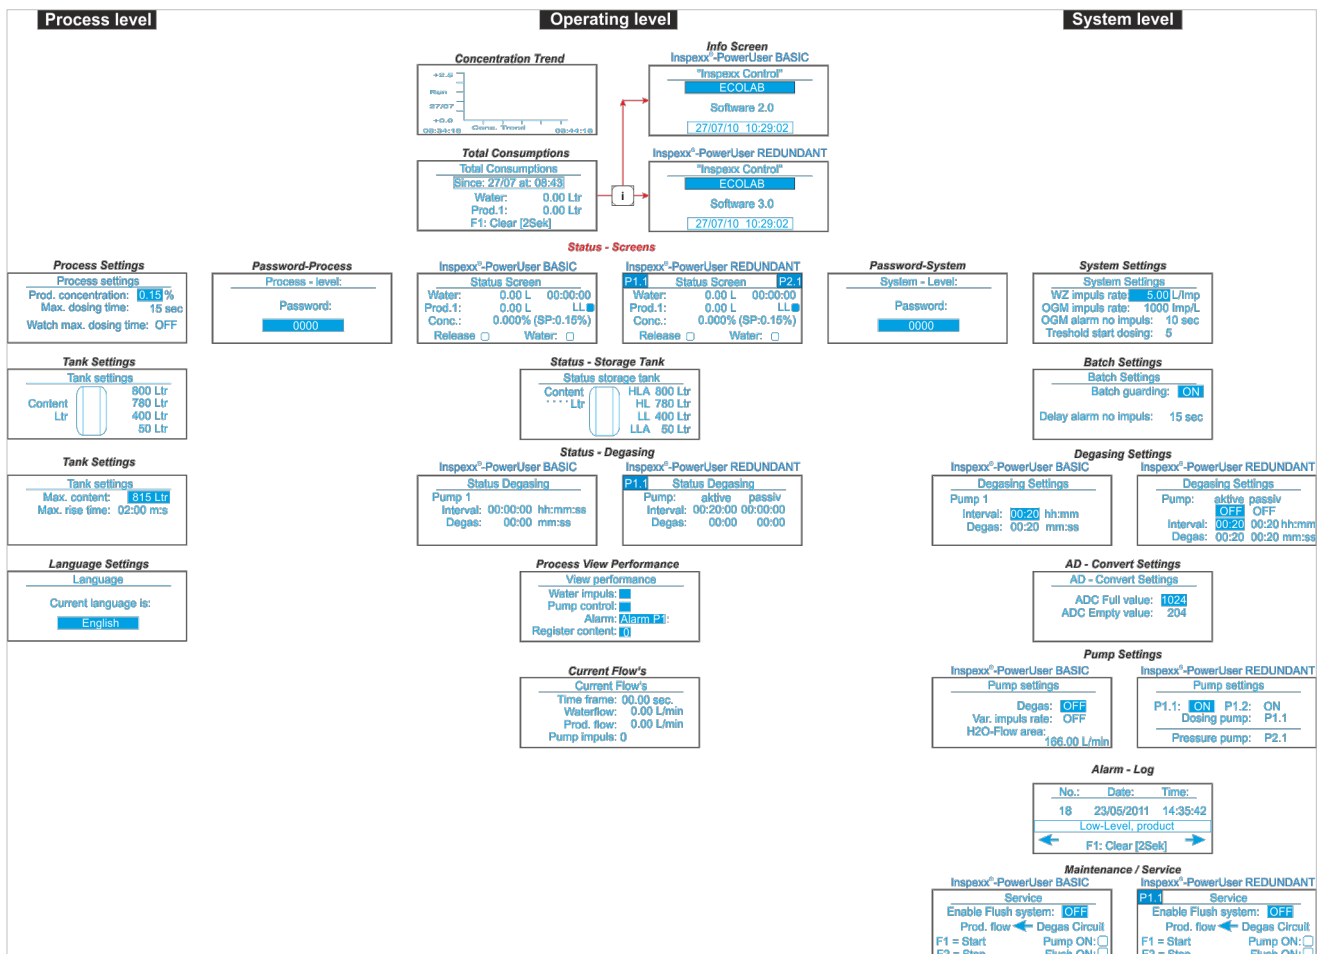 Process level
Operating level
System level
Concentration Trend
+2.5
Run
27/07
+0.0
08:34:18 Conc. Trend 08:44:18
Info Screen
Inspexx®-PowerUser BASIC
"Inspexx Control"
ECOLAB
Software 2.0
27/07/10 10:29:02
Total Consumptions
Total Consumptions
Since: 27/07 at: 08:43
Water: 0.00 Ltr
Prod.1: 0.00 Ltr
F1: Clear [2Sek]
i
Inspexx®-PowerUser REDUNDANT
"Inspexx Control"
ECOLAB
Software 3.0
27/07/10 10:29:02
Status - Screens
Process Settings
Process settings
Prod. concentration: 0.15 %
Max. dosing time: 15 sec
Watch max. dosing time: OFF
Password-Process
Process - level:
Password:
0000
Inspexx®-PowerUser BASIC
Status Screen
Water: 0.00 L 00:00:00
Prod.1: 0.00 L LL
Conc.: 0.000% (SP:0.15%)
Release Water:
Inspexx®-PowerUser REDUNDANT
P1.1 Status Screen P2.1
Water: 0.00 L 00:00:00
Prod.1: 0.00 L LL
Conc.: 0.000% (SP:0.15%)
Release Water:
Password-System
System - Level:
Password:
0000
System Settings
System Settings
WZ impuls rate: 5.00 L/Imp
OGM impuls rate: 1000 Imp/L
OGM alarm no impuls: 10 sec
Treshold start dosing: 5
Tank Settings
Tank settings
800 Ltr
Content 780 Ltr
Ltr 400 Ltr
50 Ltr
Status - Storage Tank
Status storage tank
Content HLA 800 Ltr
Ltr HL 780 Ltr
LL 400 Ltr
LLA 50 Ltr
Batch Settings
Batch Settings
Batch guarding: ON
Delay alarm no impuls: 15 sec
Tank Settings
Tank settings
Max. content: 815 Ltr
Max. rise time: 02:00 m:s
Status - Degasing
Inspexx®-PowerUser BASIC
Status Degasing
Pump 1
Interval: 00:00:00 hh:mm:ss
Degas: 00:00 mm:ss
Inspexx®-PowerUser REDUNDANT
P1.1 Status Degasing
Pump: aktive passiv
Interval: 00:20:00 00:00:00
Degas: 00:00 00:00
Degasing Settings
Inspexx®-PowerUser BASIC
Degasing Settings
Pump 1
Interval: 00:20 hh:mm
Degas: 00:20 mm:ss
Inspexx®-PowerUser REDUNDANT
Degasing Settings
Pump: aktive passiv
OFF OFF
Interval: 00:20 00:20 hh:mm
Degas: 00:20 00:20 mm:ss
Language Settings
Language
Current language is:
English
Process View Performance
View performance
Water impuls:
Pump control:
Alarm: Alarm P1:
Register content: 0
AD - Convert Settings
AD - Convert Settings
ADC Full value: 1024
ADC Empty value: 204
Current Flow's
Current Flow's
Time frame: 00.00 sec.
Waterflow: 0.00 L/min
Prod. flow: 0.00 L/min
Pump impuls: 0
Pump Settings
Inspexx®-PowerUser BASIC
Pump settings
Degas: OFF
Var. impuls rate: OFF
H2O-Flow area:
166.00 L/min
Inspexx®-PowerUser REDUNDANT
Pump settings
P1.1: ON P1.2: ON
Dosing pump: P1.1
Pressure pump: P2.1
Alarm - Log
No.: Date: Time:
18 23/05/2011 14:35:42
Low-Level, product
F1: Clear [2Sek]
Maintenance / Service
Inspexx®-PowerUser BASIC
Service
Enable Flush system: OFF
Prod. flow Degas Circuit
F1 = Start Pump ON:
F2 = Stop Flush ON:
Inspexx®-PowerUser REDUNDANT
P1.1 Service
Enable Flush system: OFF
Prod. flow Degas Circuit
F1 = Start Pump ON:
F2 = Stop Flush ON: